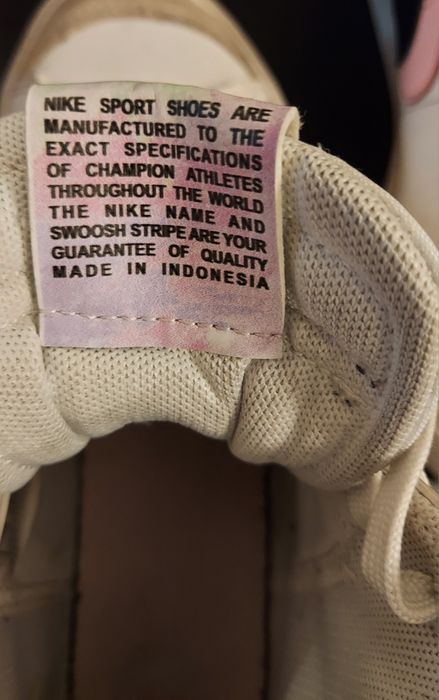 NIKE SPORT SHOES ARE
MANUFACTURED TO THE
EXACT SPECIFICATIONS
OF CHAMPION ATHLETES
THROUGHOUT THE WORLD
THE NIKE NAME AND
SWOOSH STRIPE ARE YOUR
GUARANTEE OF QUALITY
MADE IN INDONESIA